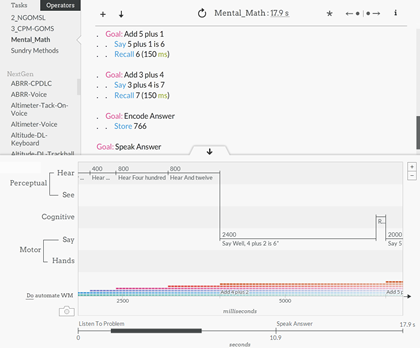 Tasks Operators
2_NGOMSL
3_CPM-GOMS
Mental_Math
Sundry Methods
NextGen
ABRR-CPDLC
ABRR-Voice
Altimeter-Tack-On-
Voice
Altimeter-Voice
Altitude-DL-
Keyboard
Altitude-DL-Trackball
Mental_Math : 17.9 s
. Goal: Add 5 plus 1
. . Say 5 plus 1 is 6
. . Recall 6 (150 ms)
. Goal: Add 3 plus 4
. . Say 3 plus 4 is 7
. . Recall 7 (150 ms)
. Goal: Encode Answer
. . Store 766
Goal: Speak Answer
Perceptual
Hear
See
Cognitive
Motor
Say
Hands
400 800 800
... Hear ... Hear Four hundred Hear And twelve
R...
2400 2000
Say Well, 4 plus 2 is 6" Say 5
Do automate WM
Add 4 plus 2 Add 5
2500 5000
milliseconds
Listen To Problem Speak Answer 17.9 s
0 10.9
seconds